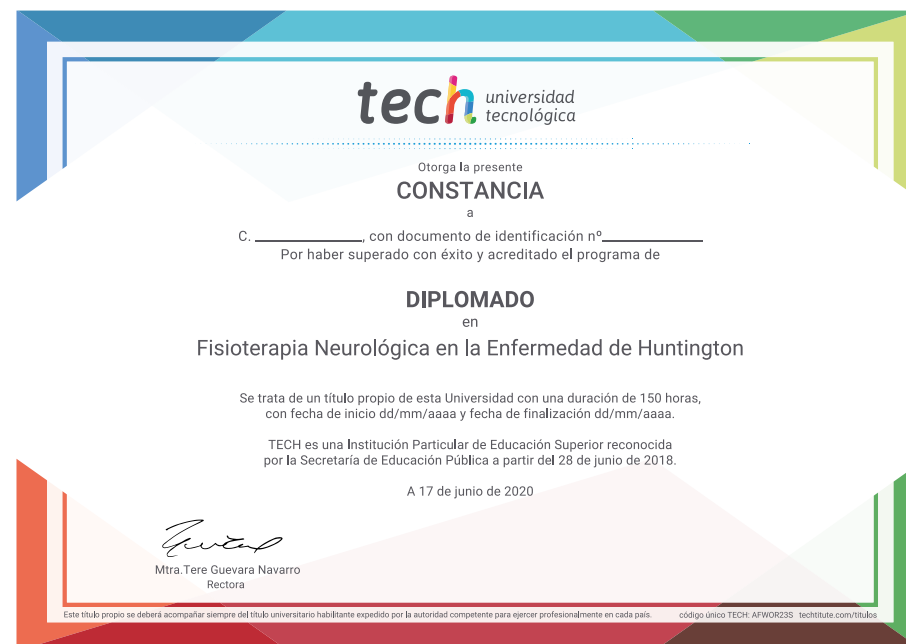 tech universidad
tecnológica
Otorga la presente
CONSTANCIA
a
C. ______________, con documento de identificación nº______________
Por haber superado con éxito y acreditado el programa de
DIPLOMADO
en
Fisioterapia Neurológica en la Enfermedad de Huntington
Se trata de un título propio de esta Universidad con una duración de 150 horas,
con fecha de inicio dd/mm/aaaa y fecha de finalización dd/mm/aaaa.
TECH es una Institución Particular de Educación Superior reconocida
por la Secretaría de Educación Pública a partir del 28 de junio de 2018.
A 17 de junio de 2020
Mtra.Tere Guevara Navarro
Rectora
Este título propio se deberá acompañar siempre del título universitario habilitante expedido por la autoridad competente para ejercer profesionalmente en cada país. código único TECH: AFWOR23S techtitute.com/titulos